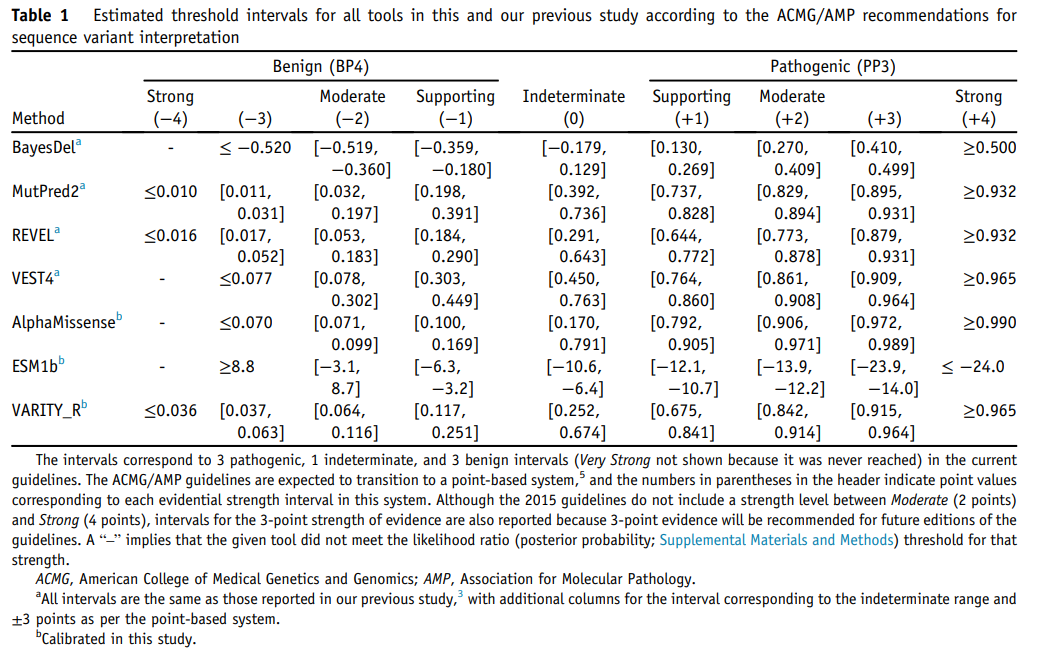 Table 1 Estimated threshold intervals for all tools in this and our previous study according to the ACMG/AMP recommendations for
sequence variant interpretation
Benign (BP4) Pathogenic (PP3)
Strong Moderate Supporting Indeterminate Supporting Moderate Strong
Method (−4) (−3) (−2) (−1) (0) (+1) (+2) (+3) (+4)
BayesDelᵃ - ≤ −0.520 [−0.519, [−0.359, [−0.179, [0.130, [0.270, [0.410, ≥0.500
−0.360] −0.180] 0.129] 0.269] 0.409] 0.499]
MutPred2ᵃ ≤0.010 [0.011, [0.032, [0.198, [0.392, [0.737, [0.829, [0.895, ≥0.932
0.031] 0.197] 0.391] 0.736] 0.828] 0.894] 0.931]
REVELᵃ ≤0.016 [0.017, [0.053, [0.184, [0.291, [0.644, [0.773, [0.879, ≥0.932
0.052] 0.183] 0.290] 0.643] 0.772] 0.878] 0.931]
VEST4ᵃ - ≤0.077 [0.078, [0.303, [0.450, [0.764, [0.861, [0.909, ≥0.965
0.302] 0.449] 0.763] 0.860] 0.908] 0.964]
AlphaMissenseᵇ - ≤0.070 [0.071, [0.100, [0.170, [0.792, [0.906, [0.972, ≥0.990
0.099] 0.169] 0.791] 0.905] 0.971] 0.989]
ESM1bᵇ - ≥8.8 [−3.1, [−6.3, [−10.6, [−12.1, [−13.9, [−23.9, ≤ −24.0
8.7] −3.2] −6.4] −10.7] −12.2] −14.0]
VARITY_Rᵇ ≤0.036 [0.037, [0.064, [0.117, [0.252, [0.675, [0.842, [0.915, ≥0.965
0.063] 0.116] 0.251] 0.674] 0.841] 0.914] 0.964]
The intervals correspond to 3 pathogenic, 1 indeterminate, and 3 benign intervals (Very Strong not shown because it was never reached) in the current
guidelines. The ACMG/AMP guidelines are expected to transition to a point-based system,⁵ and the numbers in parentheses in the header indicate point values
corresponding to each evidential strength interval in this system. Although the 2015 guidelines do not include a strength level between Moderate (2 points)
and Strong (4 points), intervals for the 3-point strength of evidence are also reported because 3-point evidence will be recommended for future editions of the
guidelines. A “–” implies that the given tool did not meet the likelihood ratio (posterior probability; Supplemental Materials and Methods) threshold for that
strength.
ACMG, American College of Medical Genetics and Genomics; AMP, Association for Molecular Pathology.
ᵃAll intervals are the same as those reported in our previous study,³ with additional columns for the interval corresponding to the indeterminate range and
±3 points as per the point-based system.
ᵇCalibrated in this study.